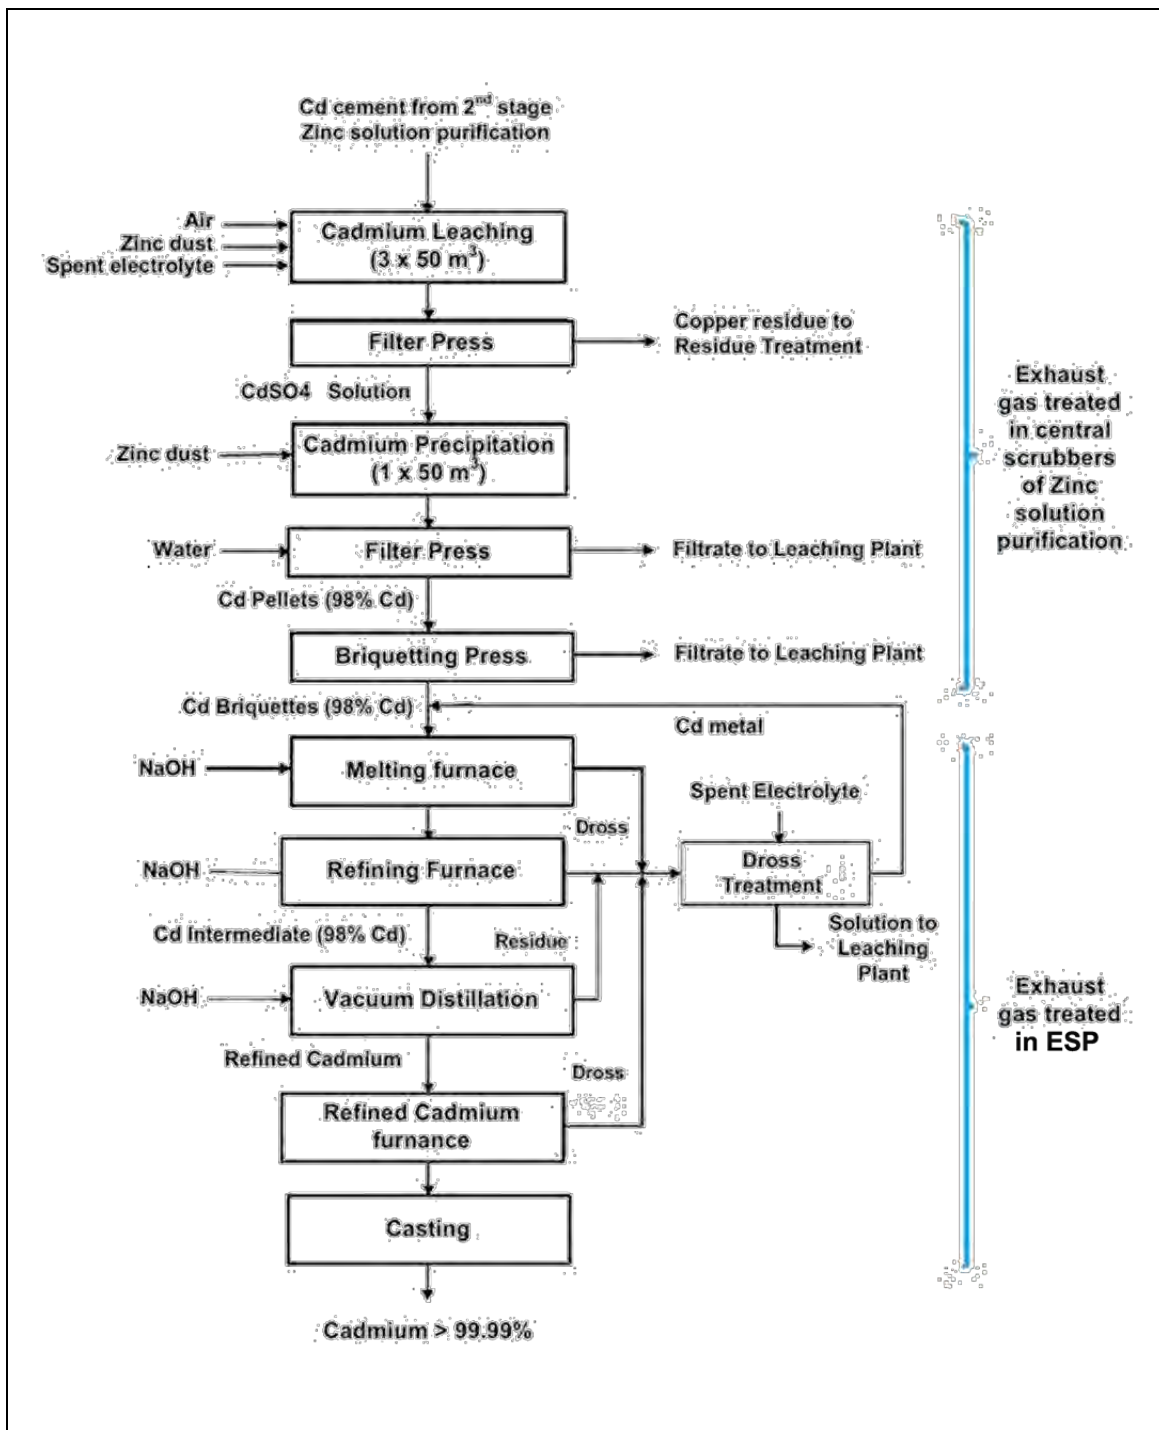 Cd cement from 2nd stage
Zinc solution purification
Air
Zinc dust
Spent electrolyte
Cadmium Leaching
(3 x 50 m3)
Filter Press
Copper residue to
Residue Treatment
CdSO4 Solution
Zinc dust
Cadmium Precipitation
(1 x 50 m3)
Water
Filter Press
Filtrate to Leaching Plant
Cd Pellets (98% Cd)
Briquetting Press
Filtrate to Leaching Plant
Cd Briquettes (98% Cd)
Cd metal
NaOH
Melting furnace
Dross
Spent Electrolyte
NaOH
Refining Furnace
Dross
Treatment
Cd Intermediate (98% Cd)
Residue
Solution to
Leaching
Plant
NaOH
Vacuum Distillation
Refined Cadmium
Dross
Refined Cadmium
furnance
Casting
Cadmium > 99.99%
Exhaust
gas treated
in central
scrubbers
of Zinc
solution
purification
Exhaust
gas treated
in ESP